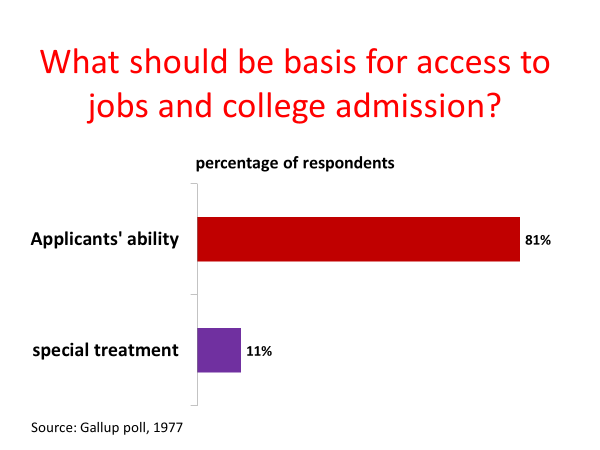 What should be basis for access to
jobs and college admission?
percentage of respondents
Applicants' ability
81%
special treatment
11%
Source: Gallup poll, 1977